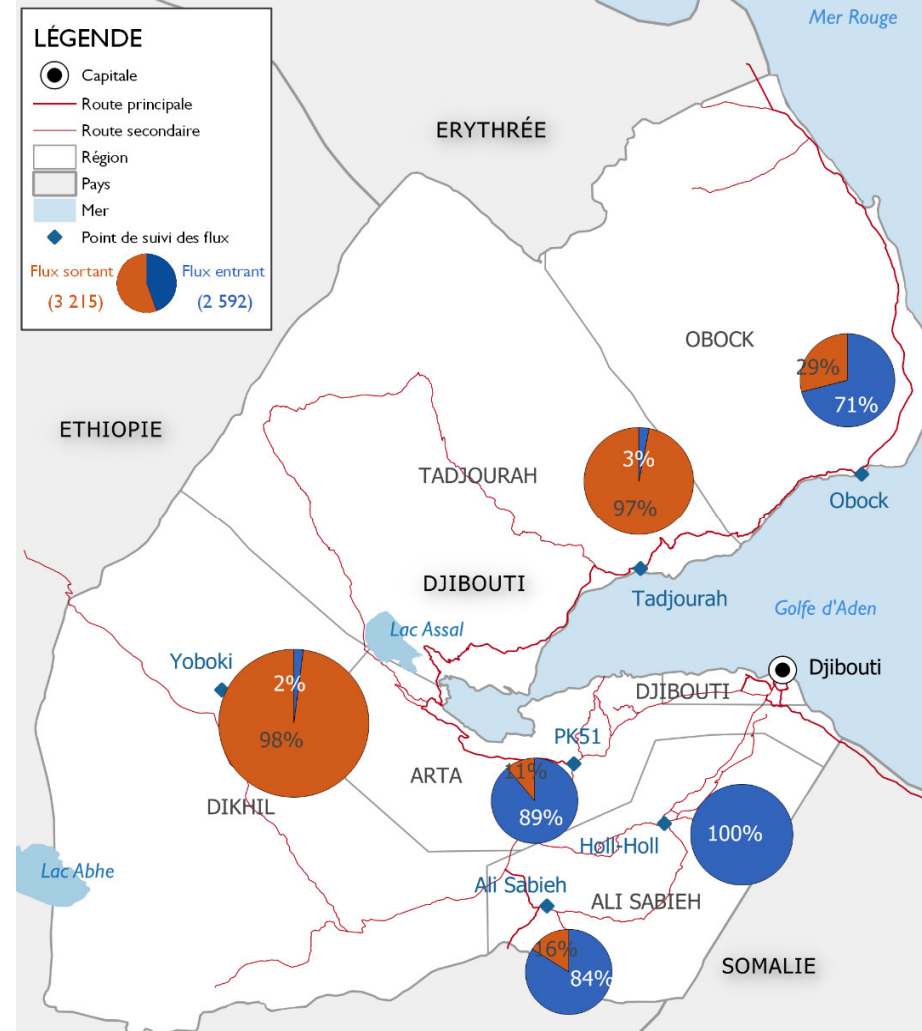 Mer Rouge
LÉGENDE
Capitale
Route principale
Route secondaire
Région
Pays
Mer
Point de suivi des flux
Flux sortant
(3 215)
Flux entrant
(2 592)
ERYTHRÉE
OBOCK
29%
71%
ETHIOPIE
TADJOURAH
3%
97%
Obock
DJIBOUTI
Tadjourah
Golfe d'Aden
Lac Assal
Yoboki
2%
98%
Djibouti
DJIBOUTI
PK51
ARTA
11%
89%
DIKHIL
Holl-Holl
100%
Lac Abhe
Ali Sabieh
ALI SABIEH
16%
84%
SOMALIE